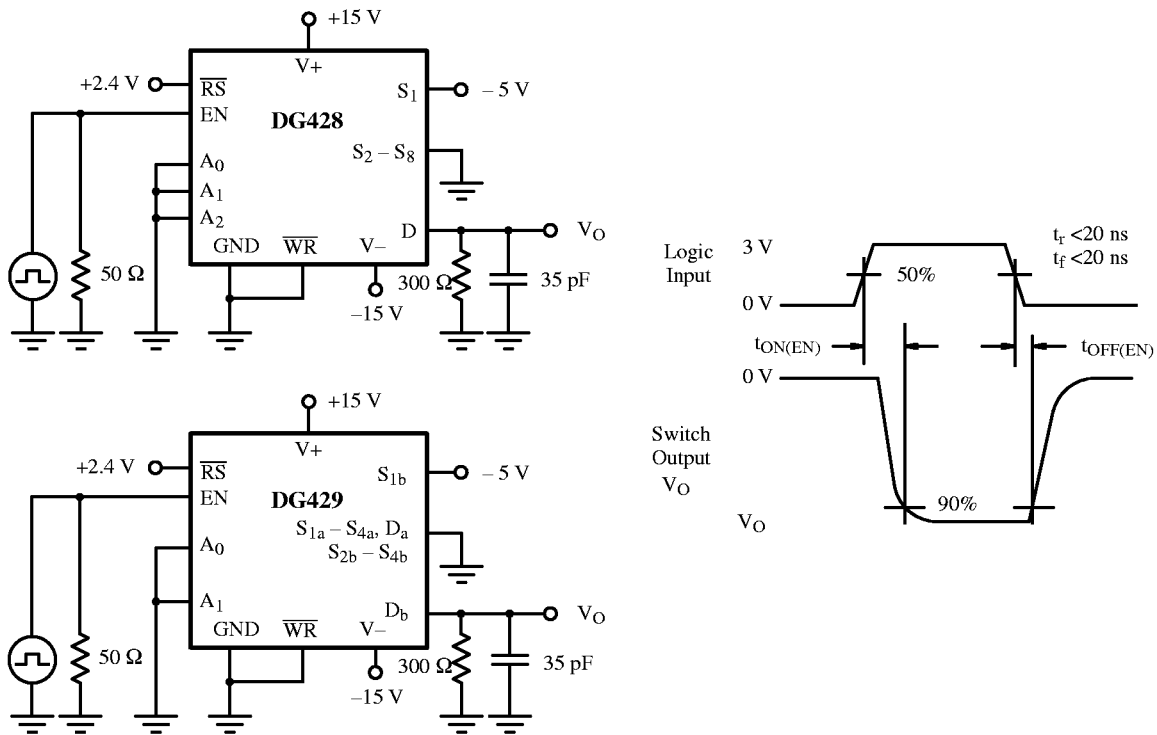 +15 V
V+
+2.4 V
RS
EN
DG428
S1
– 5 V
S2 – S8
A0
A1
A2
GND
WR
V–
D
VO
50 Ω
–15 V
300 Ω
35 pF
+15 V
V+
+2.4 V
RS
EN
DG429
S1b
– 5 V
S1a – S4a, Da
S2b – S4b
A0
A1
GND
WR
V–
Db
VO
50 Ω
–15 V
300 Ω
35 pF
Logic
Input
3 V
50%
tr <20 ns
tf <20 ns
0 V
tON(EN)
tOFF(EN)
0 V
Switch
Output
VO
90%
VO